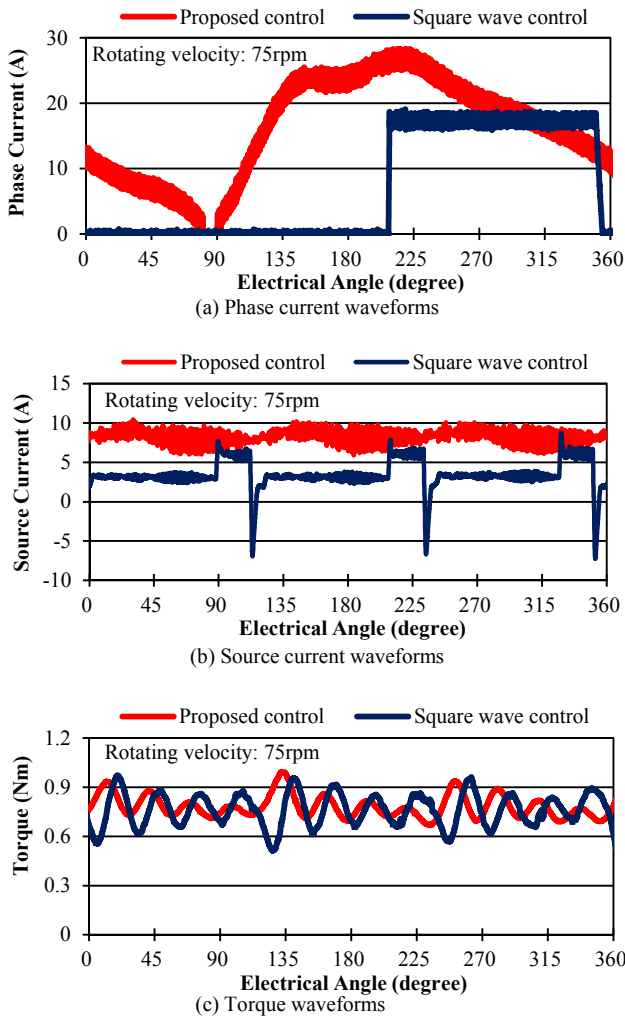 Proposed control Square wave control
Rotating velocity: 75rpm
Phase Current (A)
30
20
10
0
0 45 90 135 180 225 270 315 360
Electrical Angle (degree)
(a) Phase current waveforms
Proposed control Square wave control
Rotating velocity: 75rpm
Source Current (A)
15
10
5
0
-5
-10
0 45 90 135 180 225 270 315 360
Electrical Angle (degree)
(b) Source current waveforms
Proposed control Square wave control
Rotating velocity: 75rpm
Torque (Nm)
1.2
0.9
0.6
0.3
0
0 45 90 135 180 225 270 315 360
Electrical Angle (degree)
(c) Torque waveforms